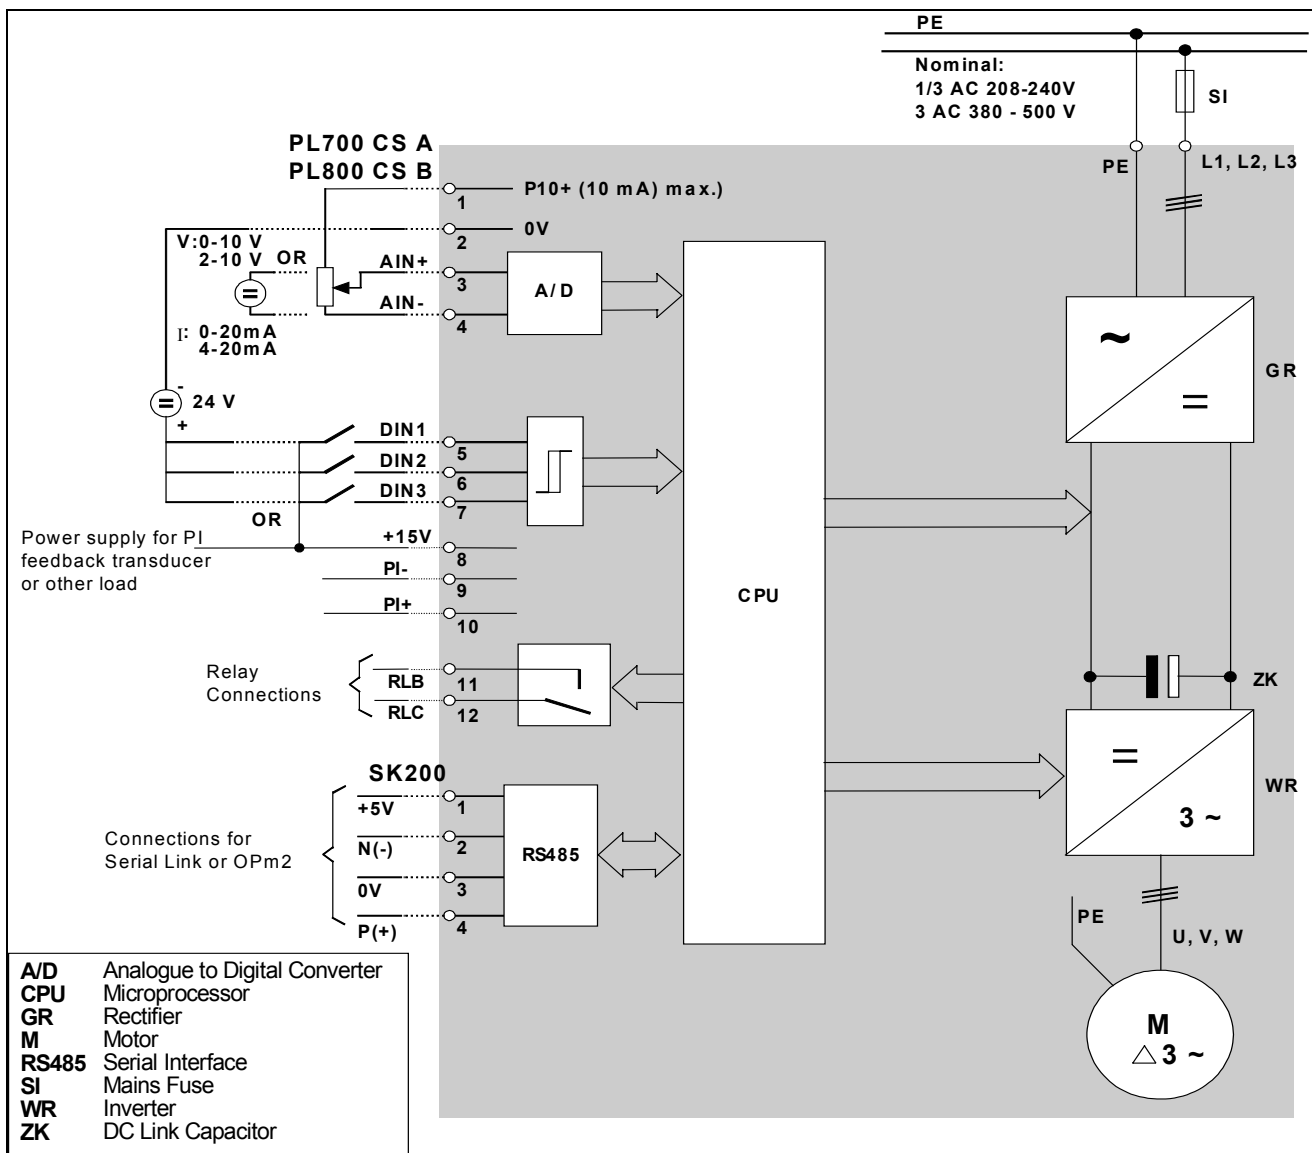 PE
Nominal:
1/3 AC 208-240V
3 AC 380 - 500 V
SI
PL700 CS A
PL800 CS B
PE
L1, L2, L3
1
P10+ (10 mA) max.)
2
0V
V:0-10 V
2-10 V
OR
AIN+
3
AIN-
4
A/D
I: 0-20mA
4-20mA
~
=
GR
=
-
24 V
+
DIN1
5
DIN2
6
DIN3
7
OR
Power supply for PI
feedback transducer
or other load
+15V
8
PI-
9
PI+
10
CPU
Relay
Connections
RLB
11
RLC
12
ZK
=
3 ~
WR
SK200
+5V
1
N(-)
2
0V
3
P(+)
4
Connections for
Serial Link or OPm2
RS485
PE
U, V, W
M
△ 3 ~
A/D Analogue to Digital Converter
CPU Microprocessor
GR Rectifier
M Motor
RS485 Serial Interface
SI Mains Fuse
WR Inverter
ZK DC Link Capacitor